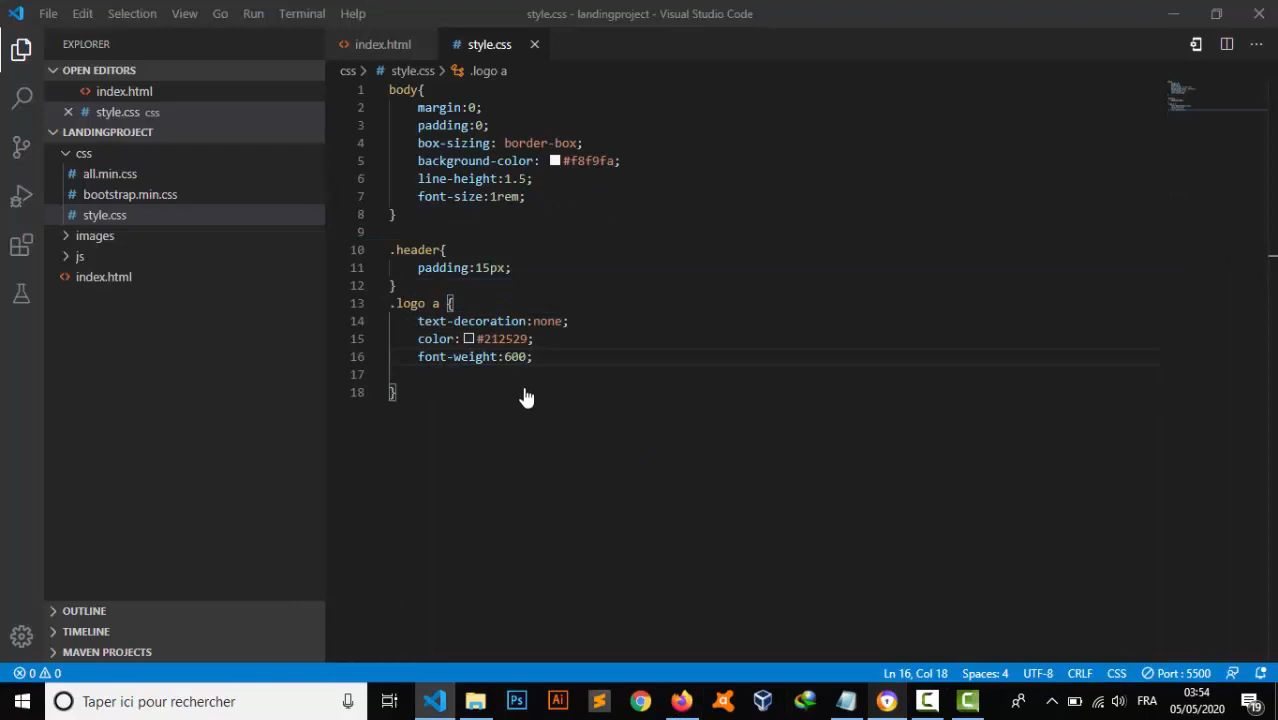 File Edit Selection View Go Run Terminal Help style.css - landingproject - Visual Studio Code
EXPLORER
OPEN EDITORS
index.html
style.css css
LANDINGPROJECT
css
all.min.css
bootstrap.min.css
style.css
images
js
index.html
OUTLINE
TIMELINE
MAVEN PROJECTS
index.html style.css
css > style.css > .logo a
1 body{
2 margin:0;
3 padding:0;
4 box-sizing: border-box;
5 background-color: #f8f9fa;
6 line-height:1.5;
7 font-size:1rem;
8 }
9
10 .header{
11 padding:15px;
12 }
13 .logo a {
14 text-decoration:none;
15 color: #212529;
16 font-weight:600;
17
18 }
0 0 Ln 16, Col 18 Spaces: 4 UTF-8 CRLF CSS Port : 5500
Taper ici pour rechercher
Ps Ai
FRA
03:54
05/05/2020
19